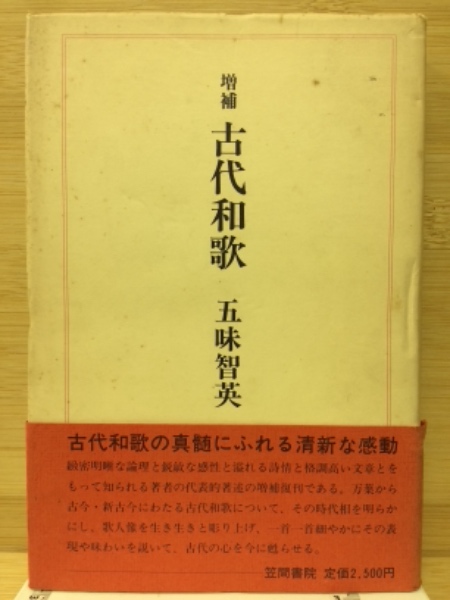 増補
古代和歌
五味智英
古代和歌の真髄にふれる清新な感動
緻密明晰な論理と鋭敏な感性と溢れる詩情と格調高い文章とを
もって知られる著者の代表的著述の増補復刊である。万葉から
古今・新古今にわたる古代和歌について、その時代相を明らか
にし、歌人像を生き生きと彫り上げ、一首一首細やかにその表
現や味わいを説いて、古代の心を今に甦らせる。
笠間書院 定価2,500円